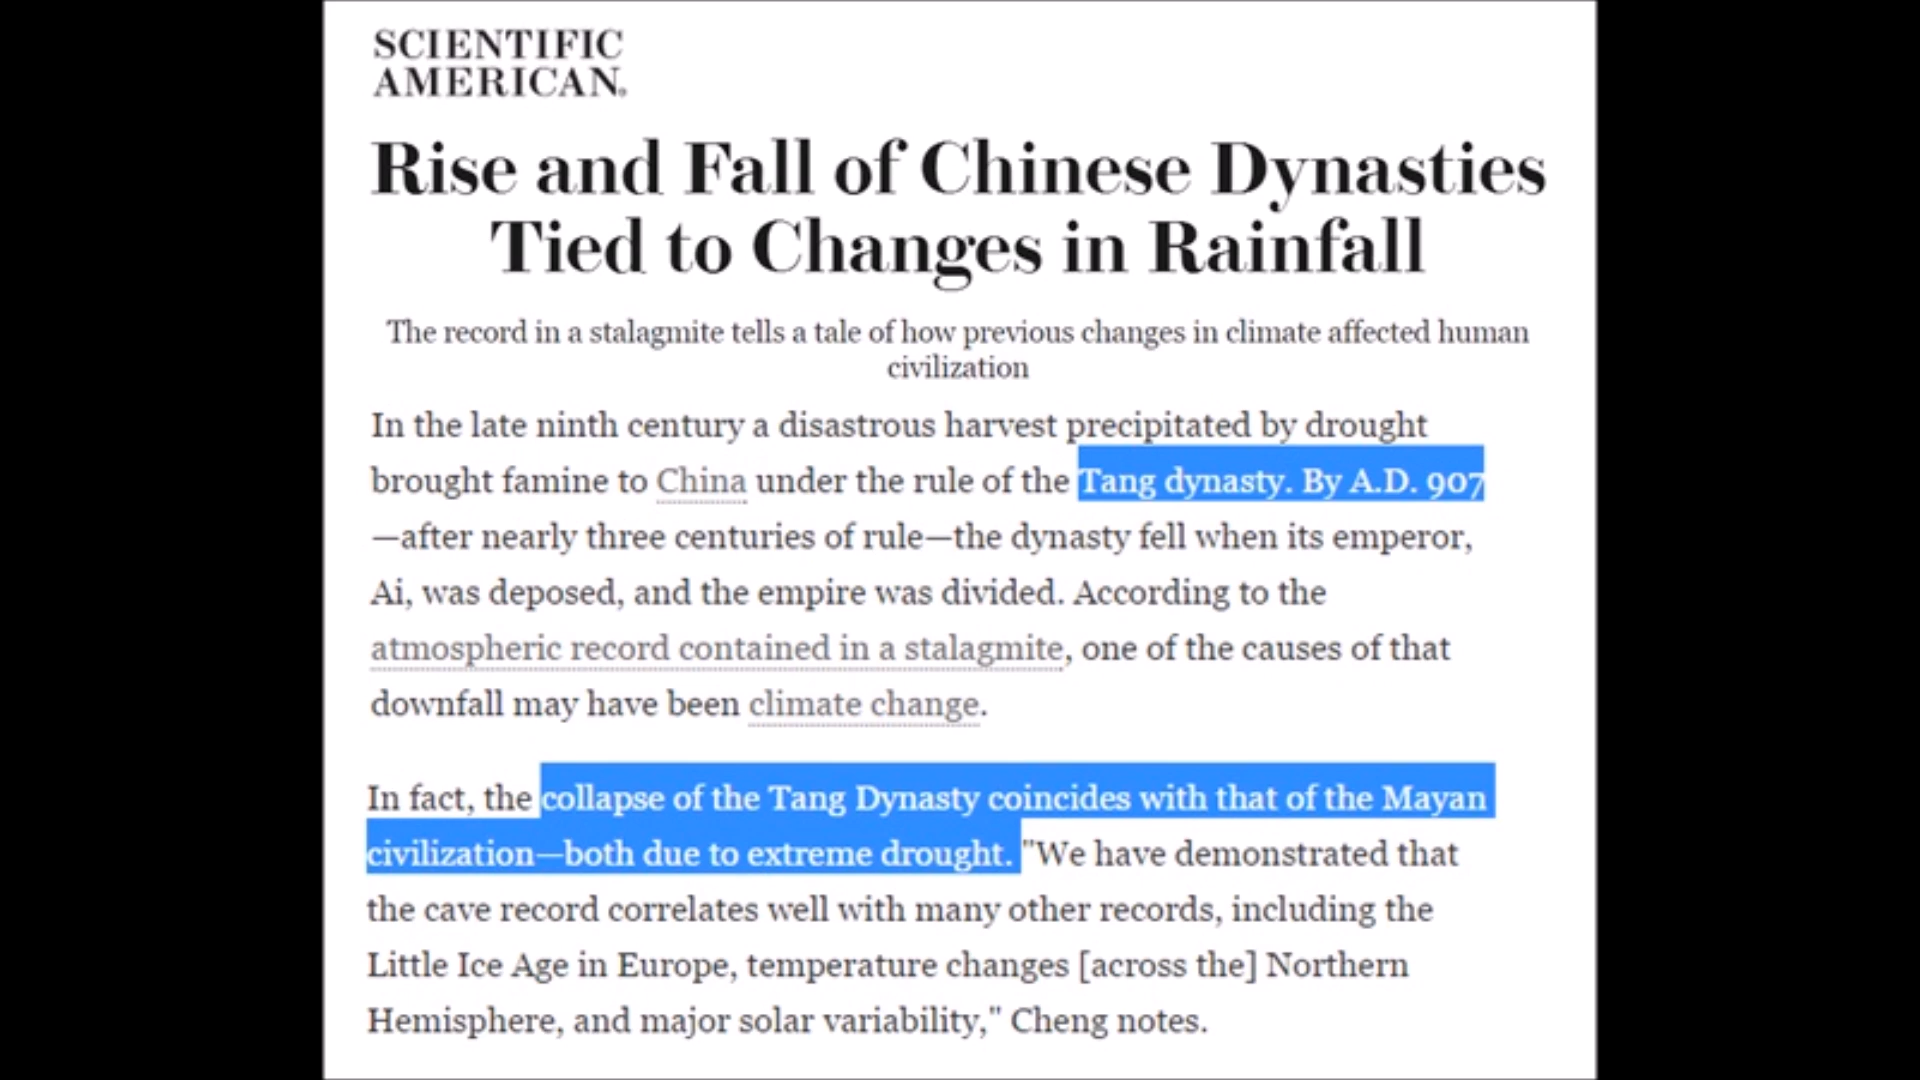 SCIENTIFIC
AMERICAN®
Rise and Fall of Chinese Dynasties
Tied to Changes in Rainfall
The record in a stalagmite tells a tale of how previous changes in climate affected human
civilization
In the late ninth century a disastrous harvest precipitated by drought
brought famine to China under the rule of the Tang dynasty. By A.D. 907
—after nearly three centuries of rule—the dynasty fell when its emperor,
Ai, was deposed, and the empire was divided. According to the
atmospheric record contained in a stalagmite, one of the causes of that
downfall may have been climate change.
In fact, the collapse of the Tang Dynasty coincides with that of the Mayan
civilization—both due to extreme drought. "We have demonstrated that
the cave record correlates well with many other records, including the
Little Ice Age in Europe, temperature changes [across the] Northern
Hemisphere, and major solar variability," Cheng notes.